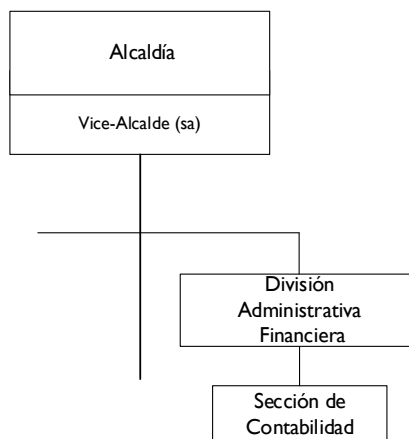 Alcaldía
Vice-Alcalde (sa)
División
Administrativa
Financiera
Sección de
Contabilidad